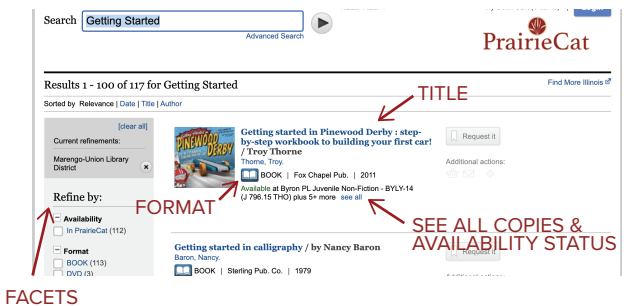 Search Getting Started
Advanced Search
Login
PrairieCat
Results 1 - 100 of 117 for Getting Started
Find More Illinois
Sorted by Relevance | Date | Title | Author
TITLE
[clear all]
Current refinements:
Marengo-Union Library
District
Refine by:
Availability
In PrairieCat (112)
Format
BOOK (113)
DVD (3)
FACETS
PINEWOOD
DERBY
Getting started in Pinewood Derby : step-
by-step workbook to building your first car!
/ Troy Thorne
Thorne, Troy.
BOOK | Fox Chapel Pub. | 2011
Available at Byron PL Juvenile Non-Fiction - BYLY-14
(J 796.15 THO) plus 5+ more see all
Request it
Additional actions:
FORMAT
SEE ALL COPIES &
AVAILABILITY STATUS
Getting started in calligraphy / by Nancy Baron
Baron, Nancy.
BOOK | Sterling Pub. Co. | 1979
Request it
Additional actions: